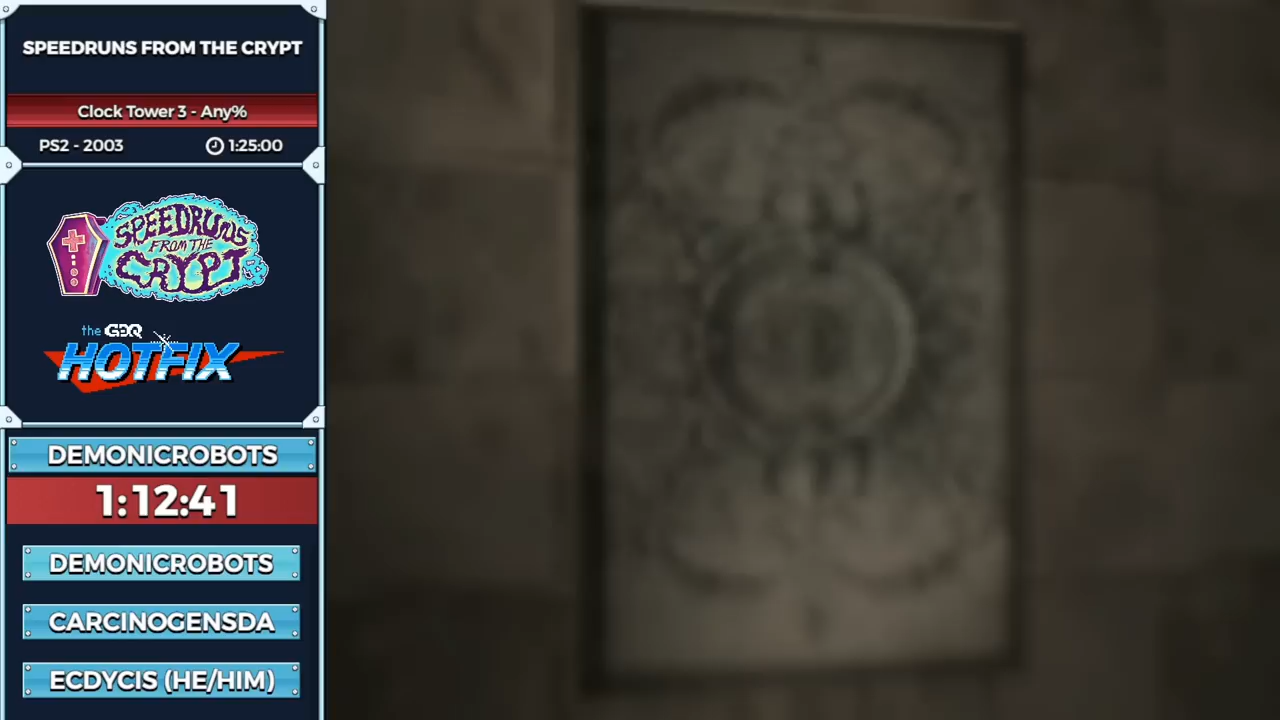 SPEEDRUNS FROM THE CRYPT
Clock Tower 3 - Any%
PS2 - 2003 1:25:00
SPEEDRUNS
FROM THE
CRYPT
the GDQ
HOTFIX
DEMONICROBOTS
1:12:41
DEMONICROBOTS
CARCINOGENSDA
ECDYCIS (HE/HIM)